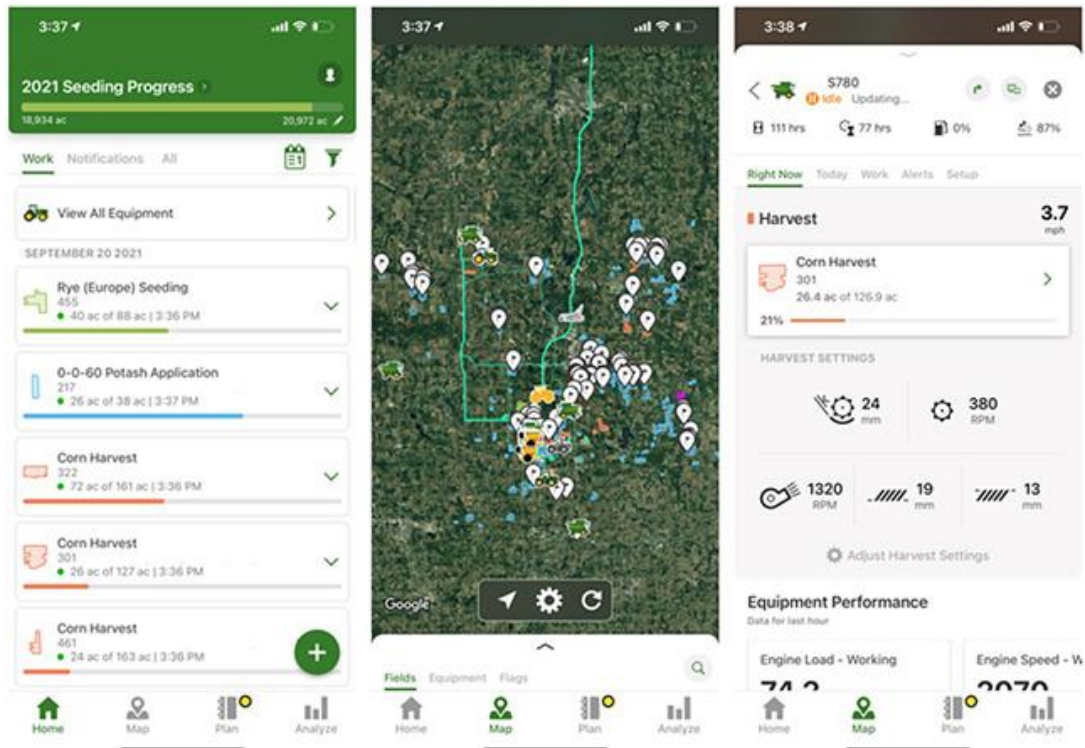 3:37
2021 Seeding Progress
18,934 ac
20,972 ac
Work Notifications All
1
View All Equipment
SEPTEMBER 20 2021
Rye (Europe) Seeding
455
40 ac of 88 ac | 3:36 PM
0-0-60 Potash Application
217
26 ac of 38 ac | 3:37 PM
Corn Harvest
322
72 ac of 161 ac | 3:36 PM
Corn Harvest
301
26 ac of 127 ac | 3:36 PM
Corn Harvest
461
24 ac of 163 ac | 3:36 PM
+
Home Map Plan Analyze
3:37
Google
Fields Equipment Flags
Home Map Plan Analyze
3:38
S780
Idle Updating...
111 hrs 77 hrs 0% 87%
Right Now Today Work Alerts Setup
Harvest
3.7
mph
Corn Harvest
301
26.4 ac of 126.9 ac
21%
HARVEST SETTINGS
24
mm
380
RPM
1320
RPM
19
mm
13
mm
Adjust Harvest Settings
Equipment Performance
Data for last hour
Engine Load - Working
Engine Speed - W
74.2
2070
Home Map Plan Analyze